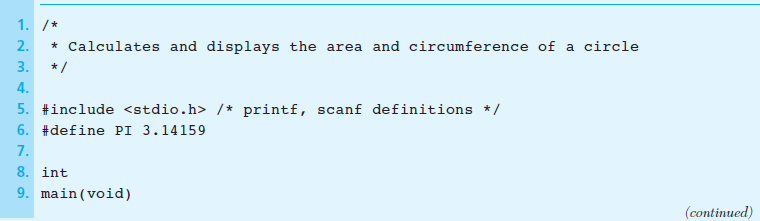 1. /*
2. * Calculates and displays the area and circumference of a circle
3. */
4.
5. #include <stdio.h> /* printf, scanf definitions */
6. #define PI 3.14159
7.
8. int
9. main(void)
(continued)